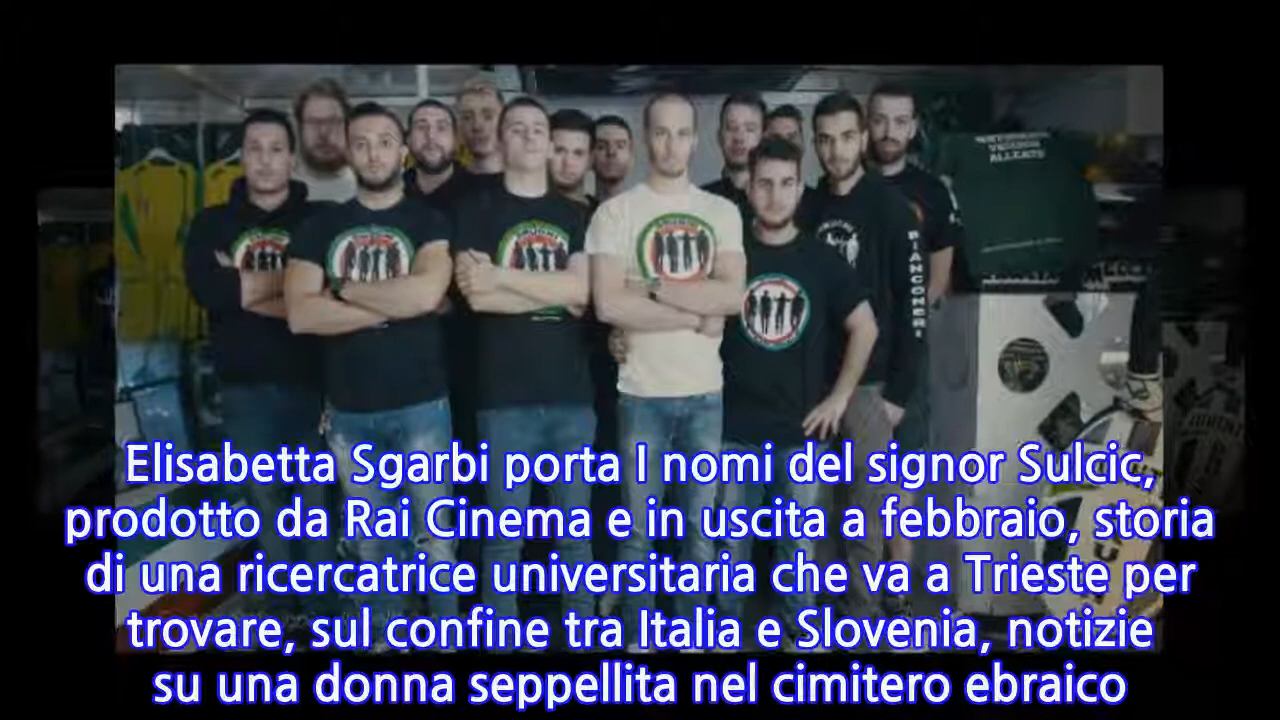 BIANCONERI
Elisabetta Sgarbi porta I nomi del signor Sulcic,
prodotto da Rai Cinema e in uscita a febbraio, storia
di una ricercatrice universitaria che va a Trieste per
trovare, sul confine tra Italia e Slovenia, notizie
su una donna seppellita nel cimitero ebraico